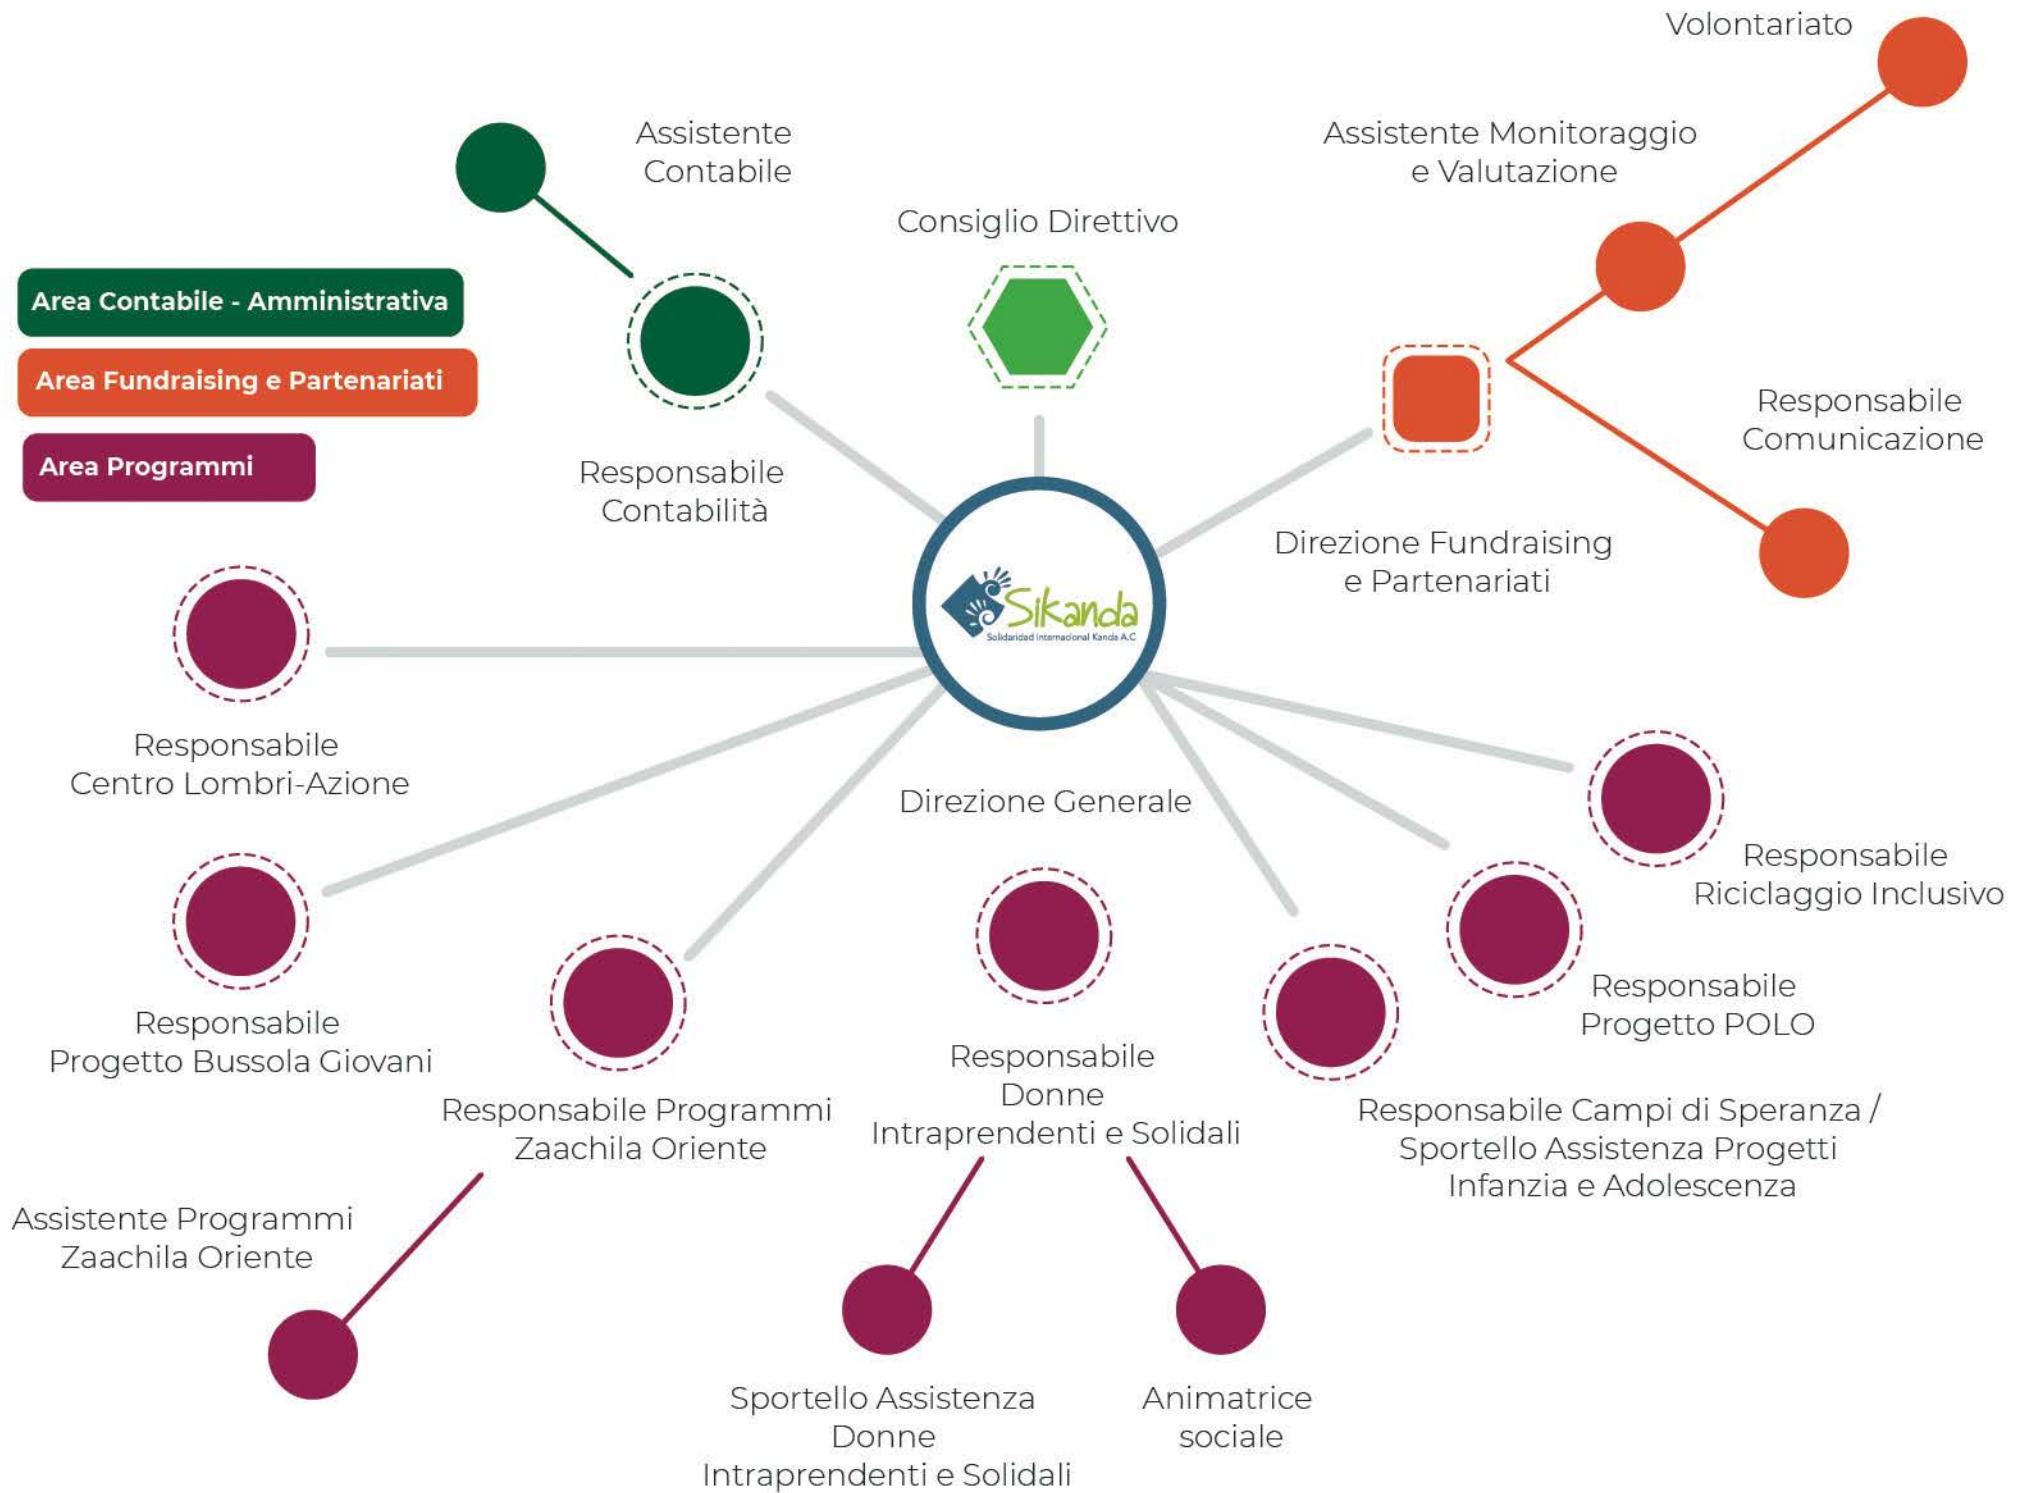 Volontariato
Assistente
Contabile
Assistente Monitoraggio
e Valutazione
Consiglio Direttivo
Area Contabile - Amministrativa
Area Fundraising e Partenariati
Area Programmi
Responsabile
Contabilità
Responsabile
Comunicazione
Direzione Fundraising
e Partenariati
Sikanda
Solidaridad Internacional Kanda A.C
Direzione Generale
Responsabile
Centro Lombri-Azione
Responsabile
Riciclaggio Inclusivo
Responsabile
Progetto POLO
Responsabile
Progetto Bussola Giovani
Responsabile Programmi
Zaachila Oriente
Responsabile
Donne
Intraprendenti e Solidali
Responsabile Campi di Speranza /
Sportello Assistenza Progetti
Infanzia e Adolescenza
Assistente Programmi
Zaachila Oriente
Sportello Assistenza
Donne
Intraprendenti e Solidali
Animatrice
sociale